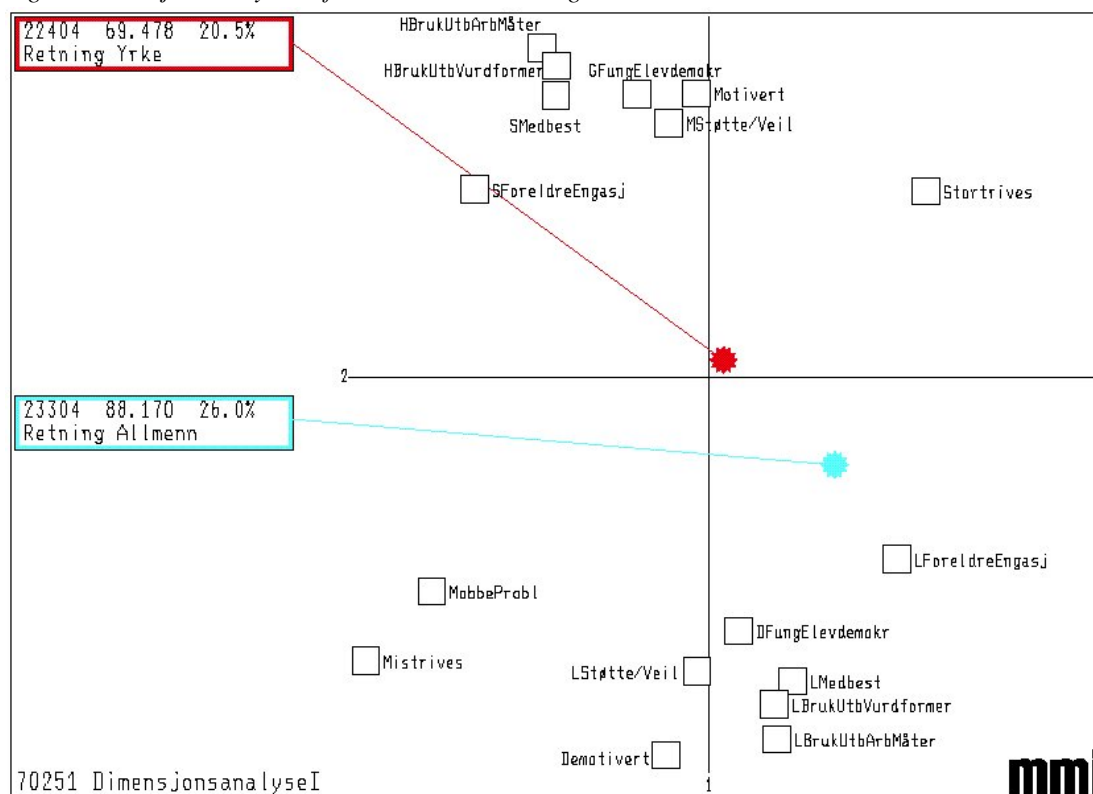 22404 69.478 20.5%
Retning Yrke
HBrukUtbArbMåter
HBrukUtbVurdformer
GFungElevdemokr
Motivert
SMedbest
MStøtte/Veil
SForeldreEngasj
Stortrives
2
23304 88.170 26.0%
Retning Allmenn
LForeldreEngasj
MobbeProbl
DFungElevdemokr
Mistrives
LStøtte/Veil
LMedbest
LBrukUtbVurdformer
LBrukUtbArbMåter
Demotivert
70251 DimensjonsanalyseI
1